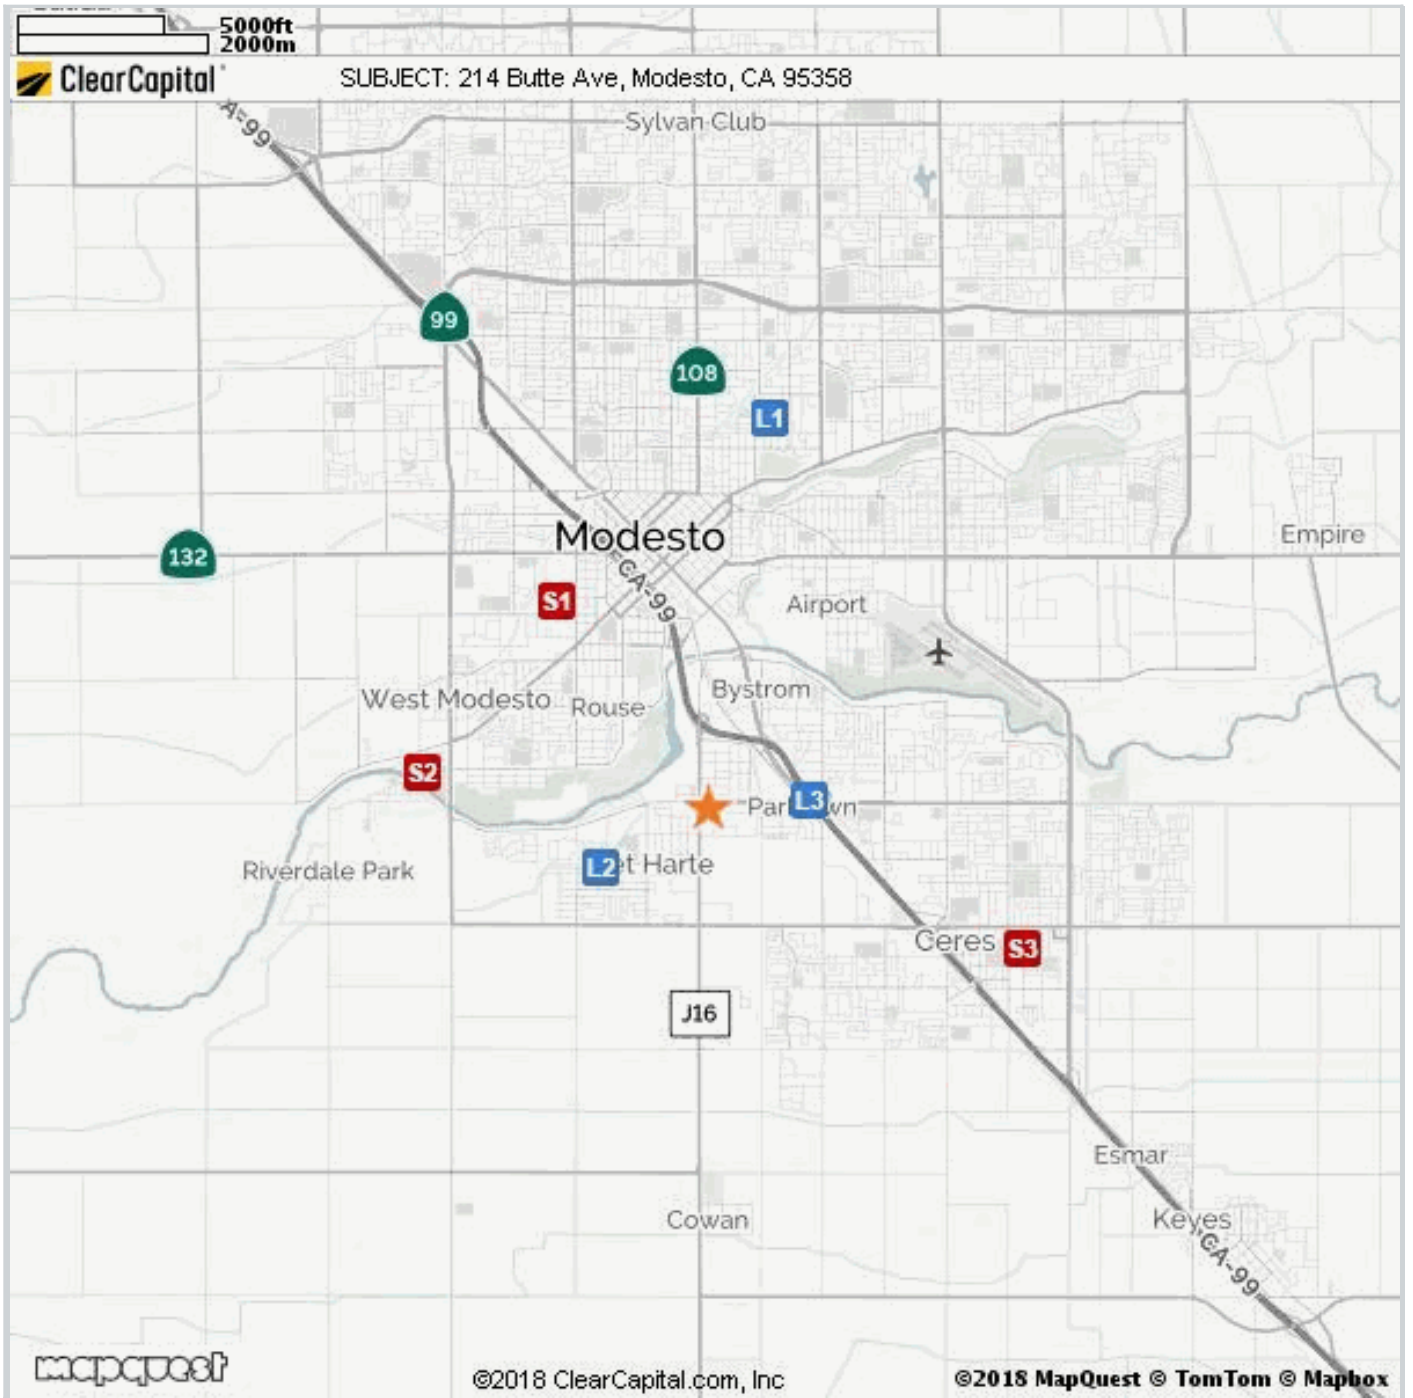 5000ft
2000m
ClearCapital
SUBJECT: 214 Butte Ave, Modesto, CA 95358
A-99
Sylvan Club
99
108
L1
Modesto
132
Empire
CA-99
S1
Airport
West Modesto
Rouse
Bystrom
S2
L3
Riverdale Park
L2
et Harte
Ceres
S3
J16
Esmar
Cowan
Keyes
CA-99
mapquest
©2018 ClearCapital.com, Inc
©2018 MapQuest © TomTom © Mapbox